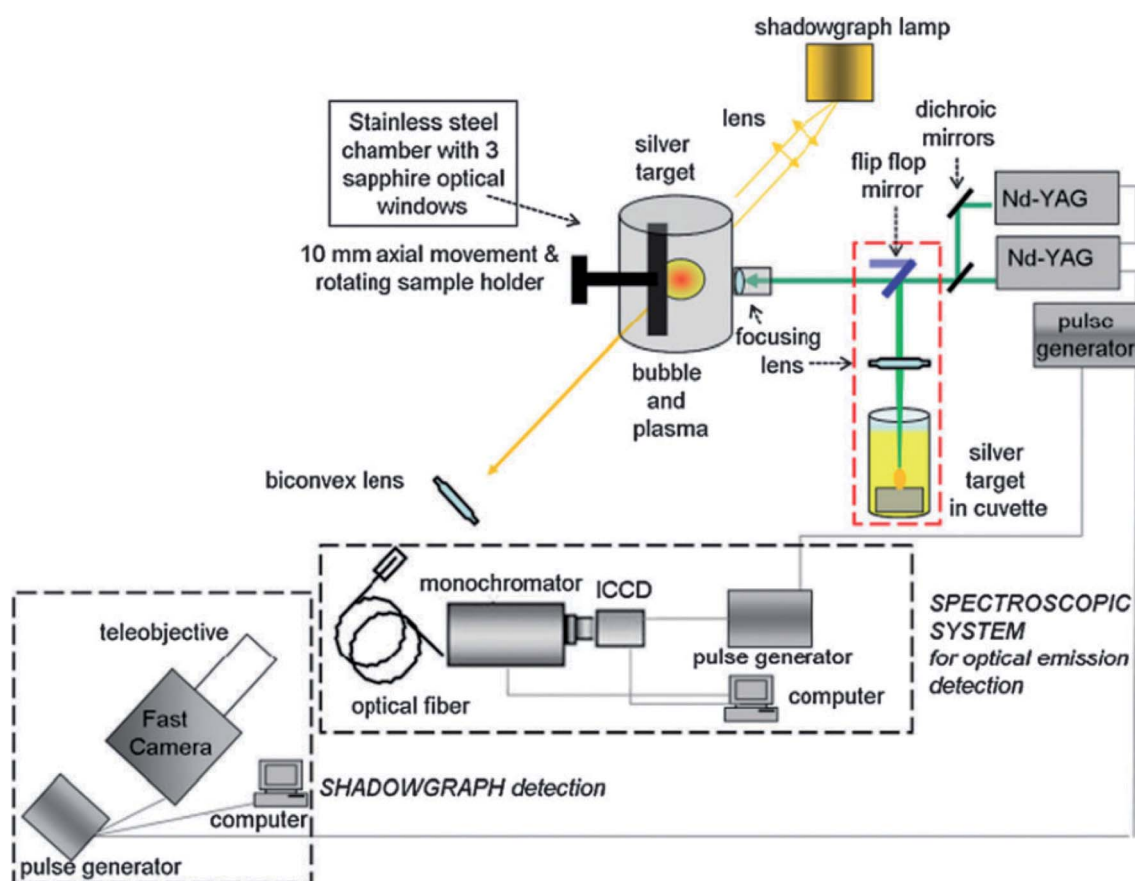 shadowgraph lamp
Stainless steel
chamber with 3
sapphire optical
windows
silver
target
lens
dichroic
mirrors
flip flop
mirror
Nd-YAG
Nd-YAG
10 mm axial movement &
rotating sample holder
focusing
lens
pulse
generator
bubble
and
plasma
silver
target
in cuvette
biconvex lens
monochromator
ICCD
optical fiber
pulse generator
computer
SPECTROSCOPIC
SYSTEM
for optical emission
detection
teleobjective
Fast
Camera
computer
pulse generator
SHADOWGRAPH detection